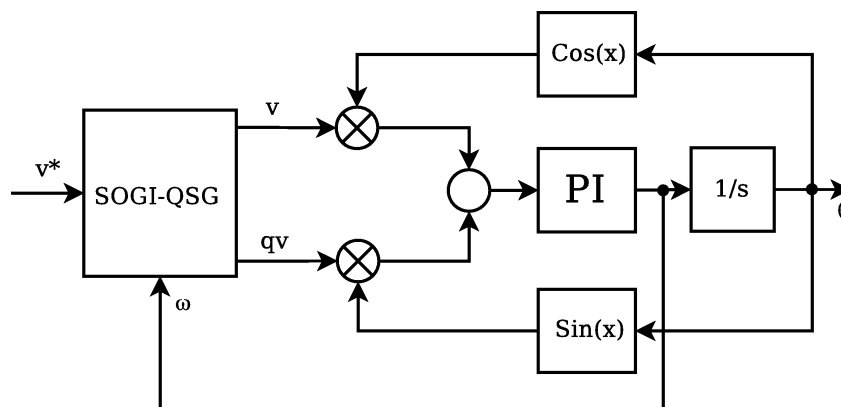 Cos(x)
v
v*
SOGI-QSG
PI
1/s
qv
ω
Sin(x)